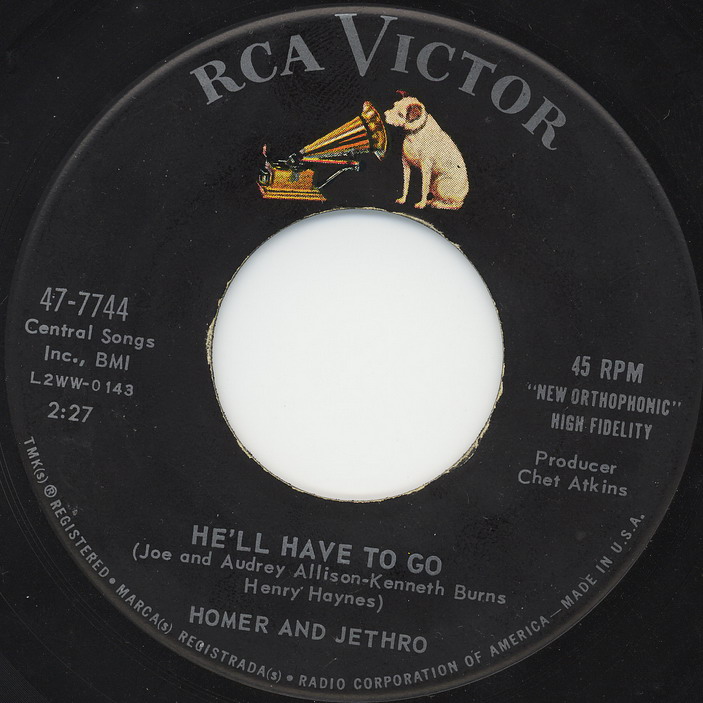 RCA VICTOR
47-7744
Central Songs
Inc., BMI
L2WW-0143
2:27
45 RPM
"NEW ORTHOPHONIC"
HIGH FIDELITY
Producer
Chet Atkins
HE'LL HAVE TO GO
(Joe and Audrey Allison-Kenneth Burns
Henry Haynes)
HOMER AND JETHRO
TMK(s) ® REGISTERED • MARCA(s) REGISTRADA(s) • RADIO CORPORATION OF AMERICA—MADE IN U.S.A.